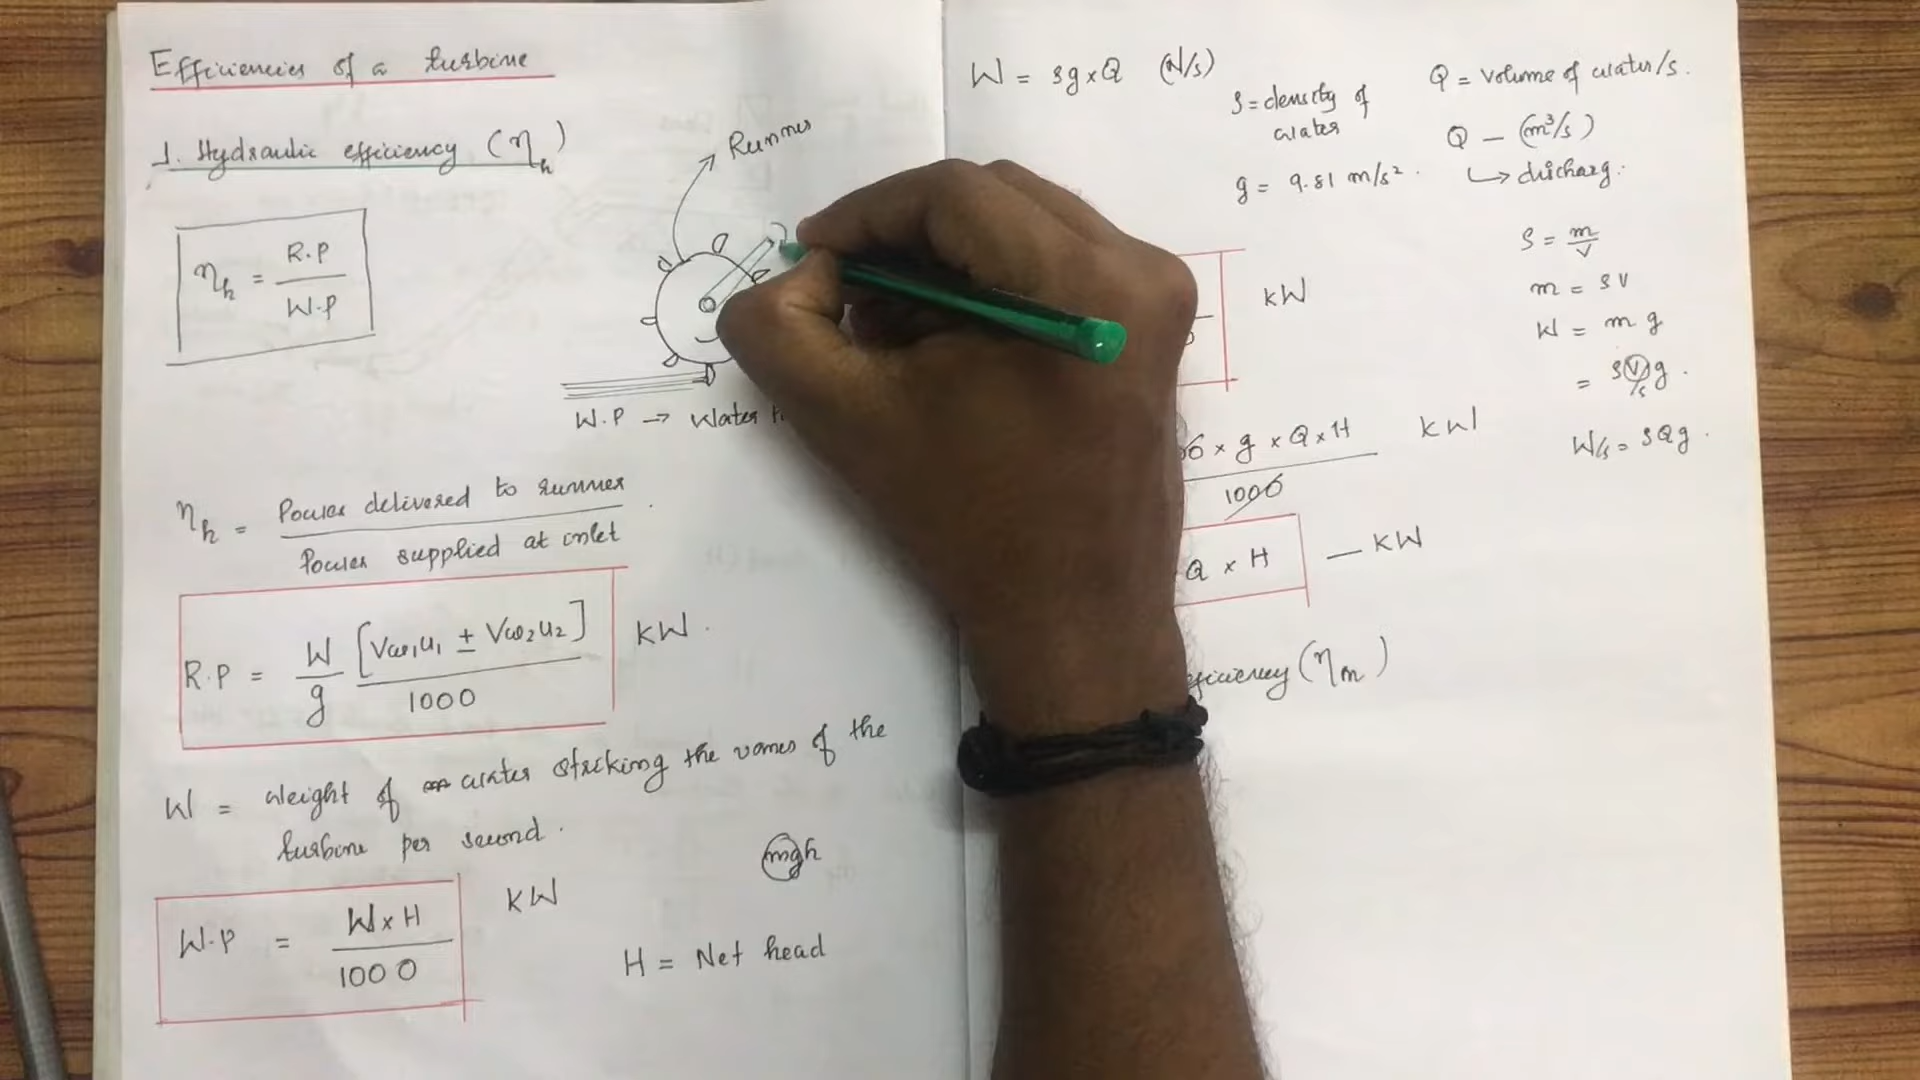 Efficiencies of a turbine
1. Hydraulic efficiency (ηh)
ηh = R.P / W.P
Runner
W.P → Water
ηh = Power delivered to runner / Power supplied at inlet
R.P = W/g [Vw1u1 ± Vw2u2] / 1000 kW.
W = weight of water striking the vanes of the
turbine per second.
mgh
W.P = W x H / 1000 kW
H = Net head
W = ρg x Q (N/s)
ρ = density of
water
g = 9.81 m/s².
Q = volume of water/s.
Q – (m³/s)
↳ discharg.
ρ = m/V
m = ρV
W = mg
= ρ V/s g.
W/s = ρQg.
kW
x g x Q x H / 1000 kW
Q x H — kW
(ηm)